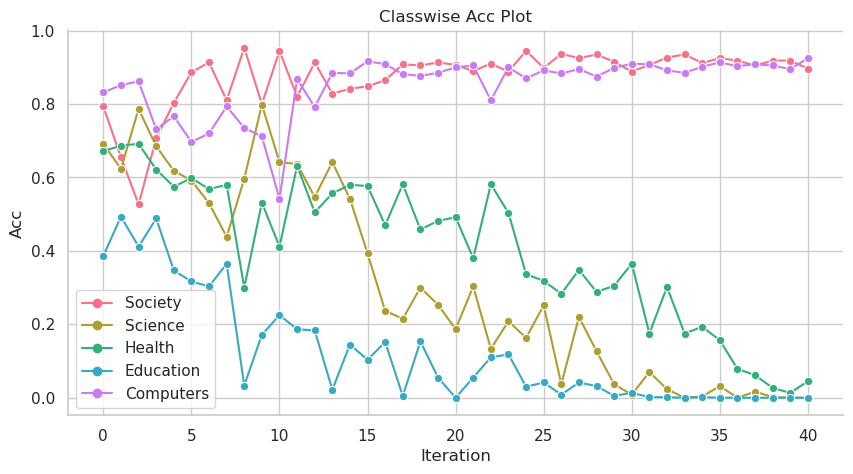 Classwise Acc Plot
1.0
0.8
0.6
0.4
0.2
0.0
Acc
Society
Science
Health
Education
Computers
0 5 10 15 20 25 30 35 40
Iteration